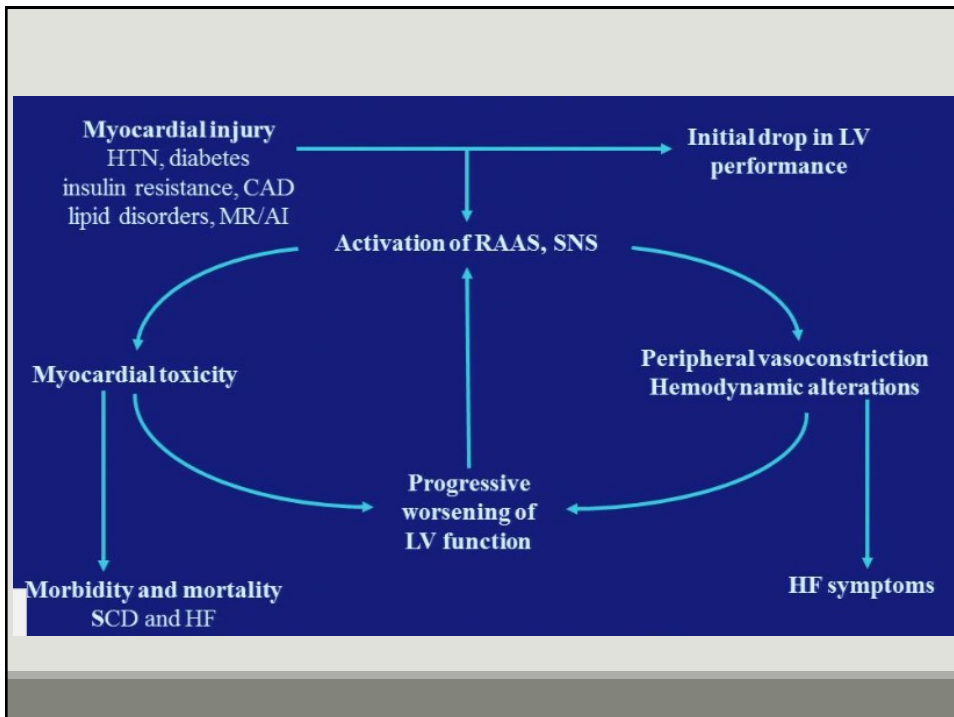 Myocardial injury
HTN, diabetes
insulin resistance, CAD
lipid disorders, MR/AI
Initial drop in LV
performance
Activation of RAAS, SNS
Myocardial toxicity
Peripheral vasoconstriction
Hemodynamic alterations
Progressive
worsening of
LV function
Morbidity and mortality
SCD and HF
HF symptoms